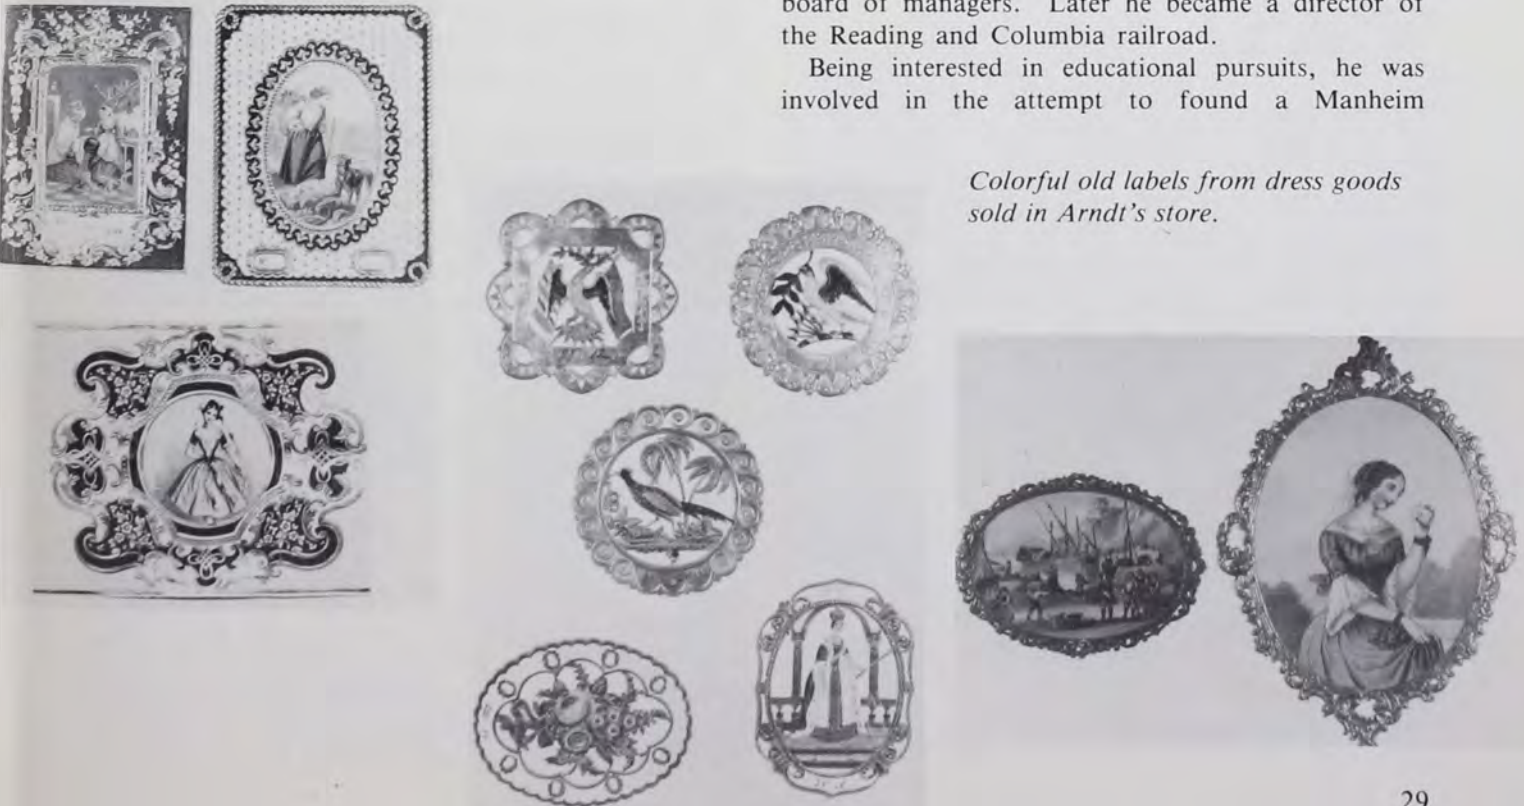 board of managers. Later he became a director of
the Reading and Columbia railroad.
Being interested in educational pursuits, he was
involved in the attempt to found a Manheim
Colorful old labels from dress goods
sold in Arndt's store.
29